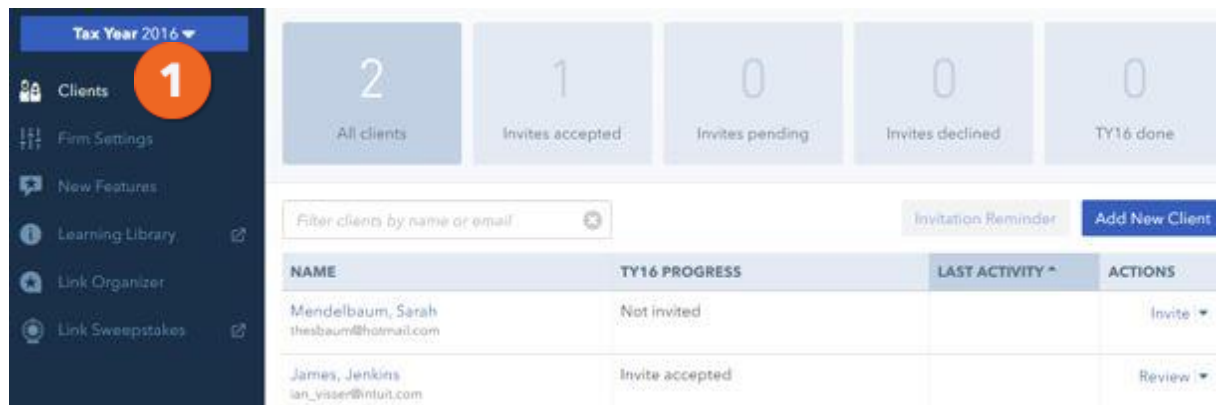 Tax Year 2016
1
Clients
Firm Settings
New Features
Learning Library
Link Organizer
Link Sweepstakes
2 1 0 0 0
All clients Invites accepted Invites pending Invites declined TY16 done
Filter clients by name or email Invitation Reminder Add New Client
NAME TY16 PROGRESS LAST ACTIVITY ACTIONS
Mendelbaum, Sarah Not invited Invite
thesbaum@hotmail.com
James, Jenkins Invite accepted Review
ian_visser@intuit.com